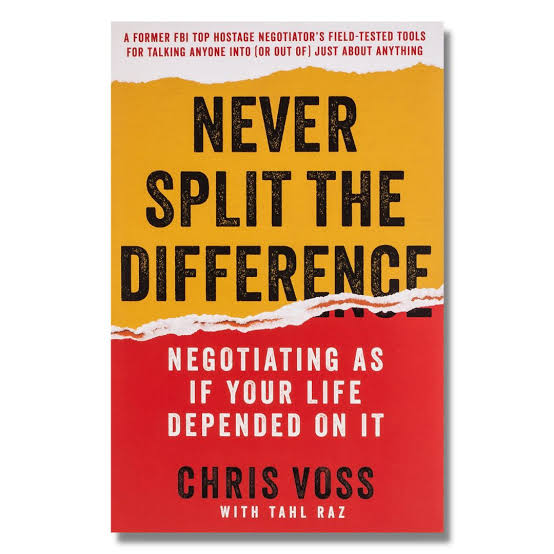 A FORMER FBI TOP HOSTAGE NEGOTIATOR'S FIELD-TESTED TOOLS
FOR TALKING ANYONE INTO (OR OUT OF) JUST ABOUT ANYTHING
NEVER
SPLIT THE
DIFFERENCE
NEGOTIATING AS
IF YOUR LIFE
DEPENDED ON IT
CHRIS VOSS
WITH TAHL RAZ